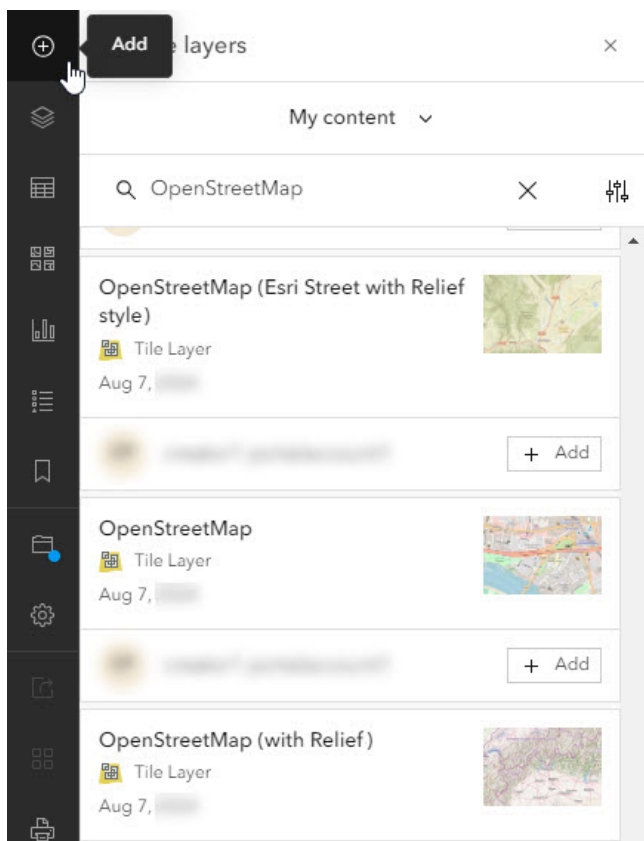 Add
layers
My content
OpenStreetMap
OpenStreetMap (Esri Street with Relief
style)
Tile Layer
Aug 7,
+ Add
OpenStreetMap
Tile Layer
Aug 7,
+ Add
OpenStreetMap (with Relief)
Tile Layer
Aug 7,